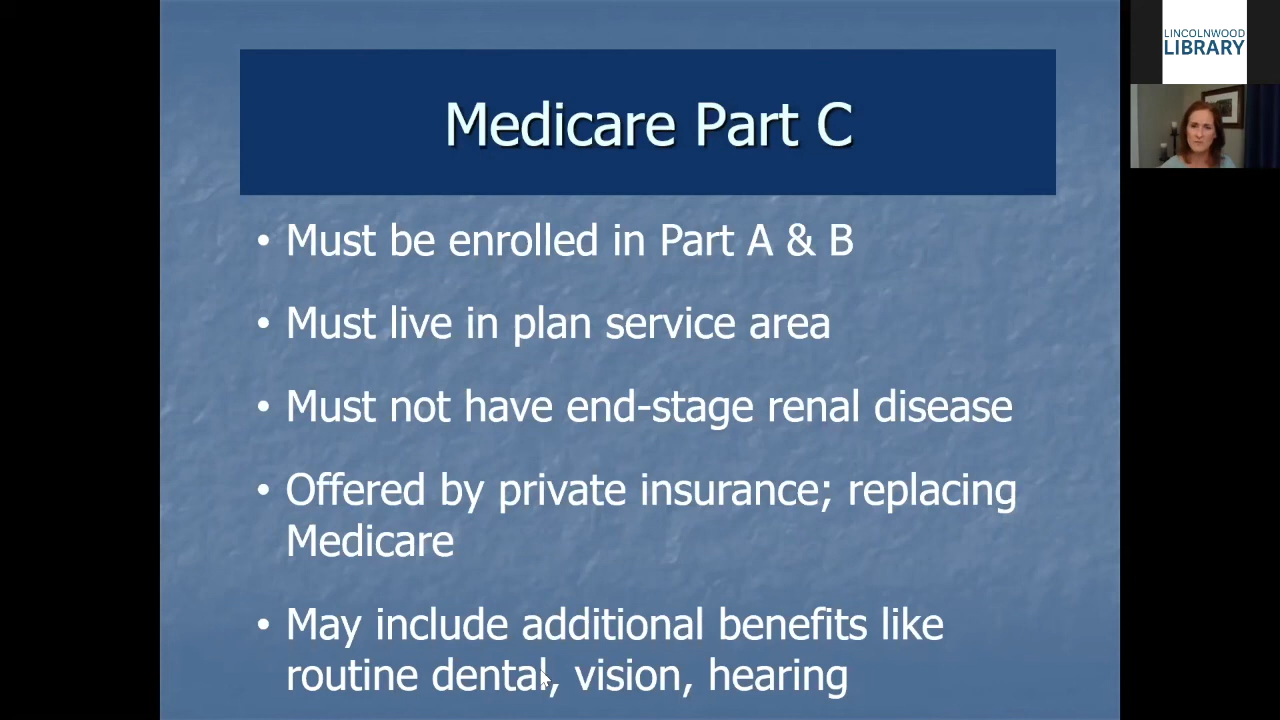 Medicare Part C
• Must be enrolled in Part A & B
• Must live in plan service area
• Must not have end-stage renal disease
• Offered by private insurance; replacing
Medicare
• May include additional benefits like
routine dental, vision, hearing
LINCOLNWOOD
LIBRARY